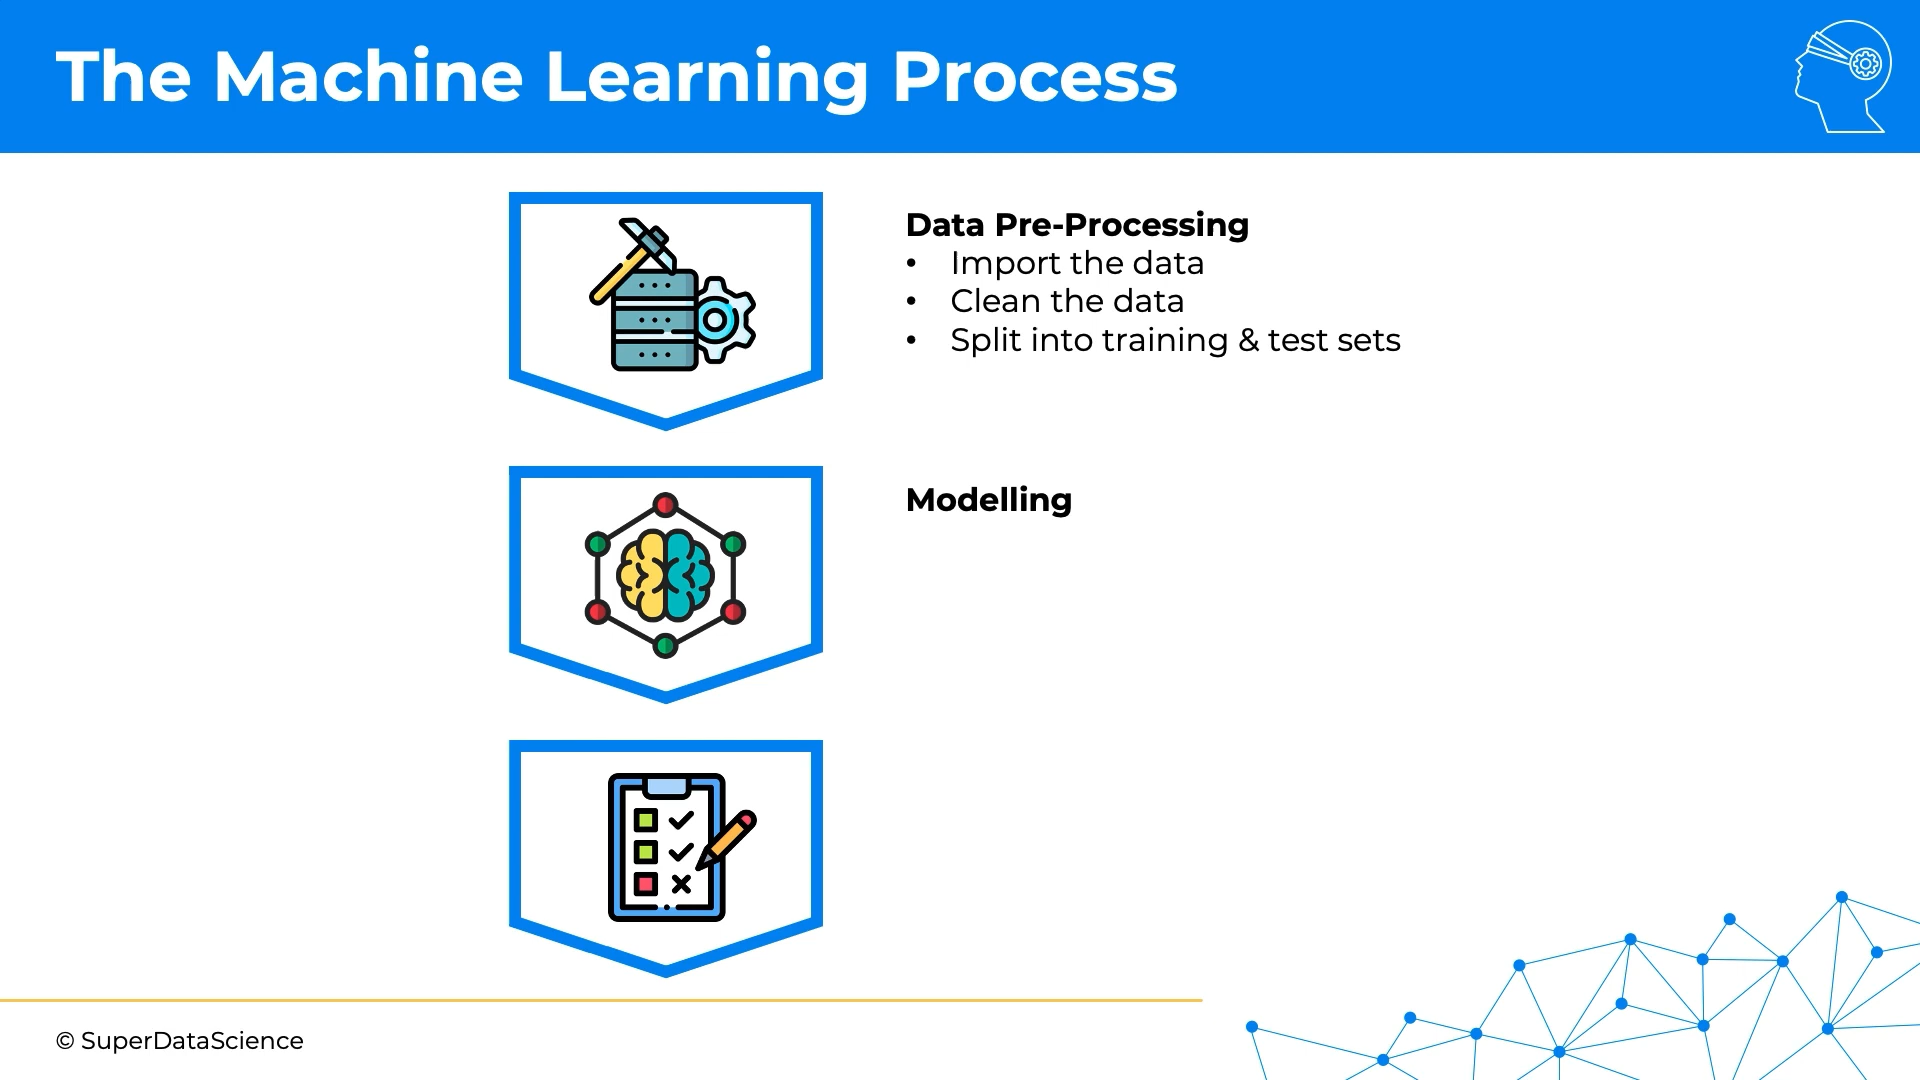 The Machine Learning Process
Data Pre-Processing
• Import the data
• Clean the data
• Split into training & test sets
Modelling
© SuperDataScience